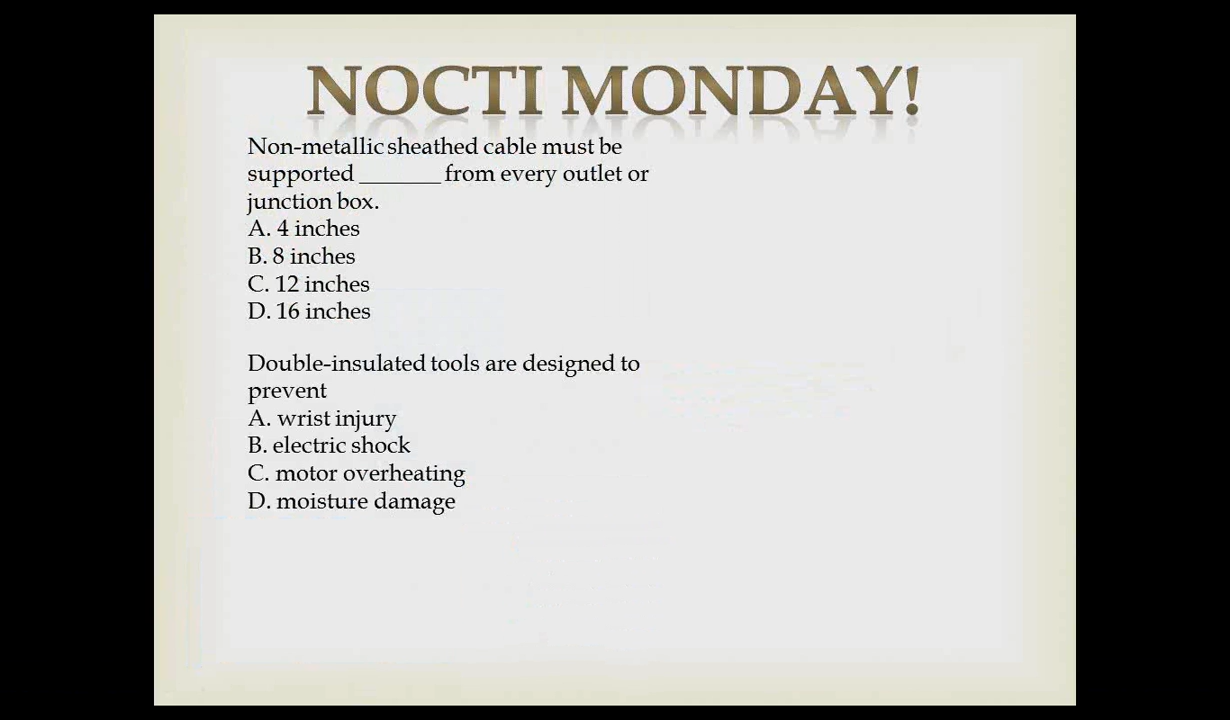 NOCTI MONDAY!
Non-metallic sheathed cable must be
supported _______ from every outlet or
junction box.
A. 4 inches
B. 8 inches
C. 12 inches
D. 16 inches
Double-insulated tools are designed to
prevent
A. wrist injury
B. electric shock
C. motor overheating
D. moisture damage